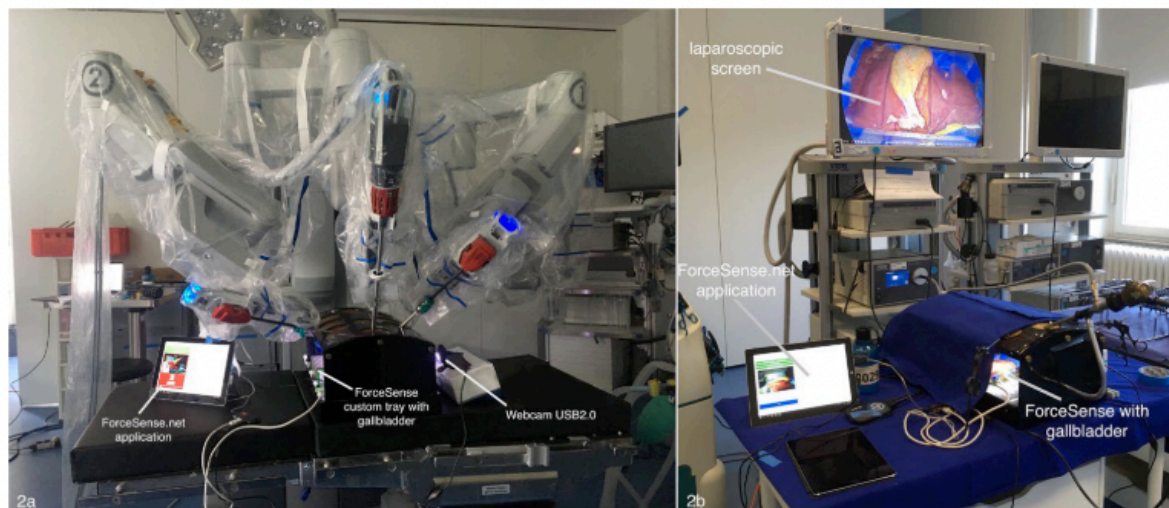 2
1
ForceSense.net
application
ForceSense
custom tray with
gallbladder
Webcam USB2.0
2a
laparoscopic
screen
ForceSense.net
application
ForceSense with
gallbladder
2b